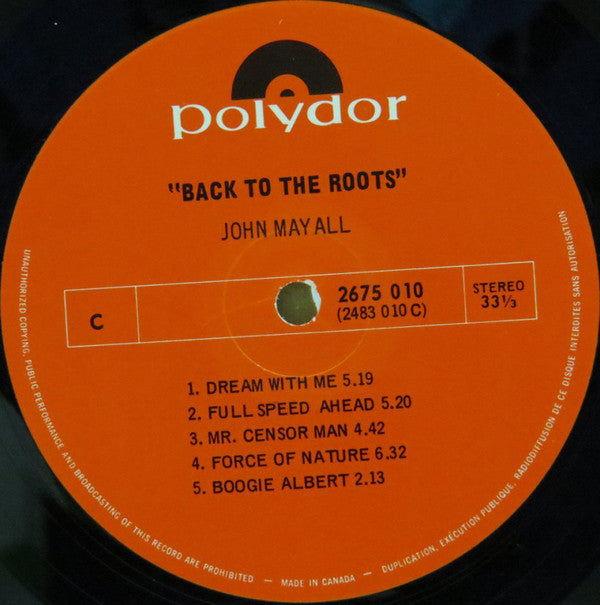 polydor
"BACK TO THE ROOTS"
JOHN MAYALL
C
2675 010
(2483 010 C)
STEREO
33⅓
1. DREAM WITH ME 5.19
2. FULL SPEED AHEAD 5.20
3. MR. CENSOR MAN 4.42
4. FORCE OF NATURE 6.32
5. BOOGIE ALBERT 2.13
UNAUTHORIZED COPYING, PUBLIC PERFORMANCE AND BROADCASTING OF THIS RECORD ARE PROHIBITED — MADE IN CANADA — DUPLICATION, EXÉCUTION PUBLIQUE, RADIODIFFUSION DE CE DISQUE INTERDITES SANS AUTORISATION